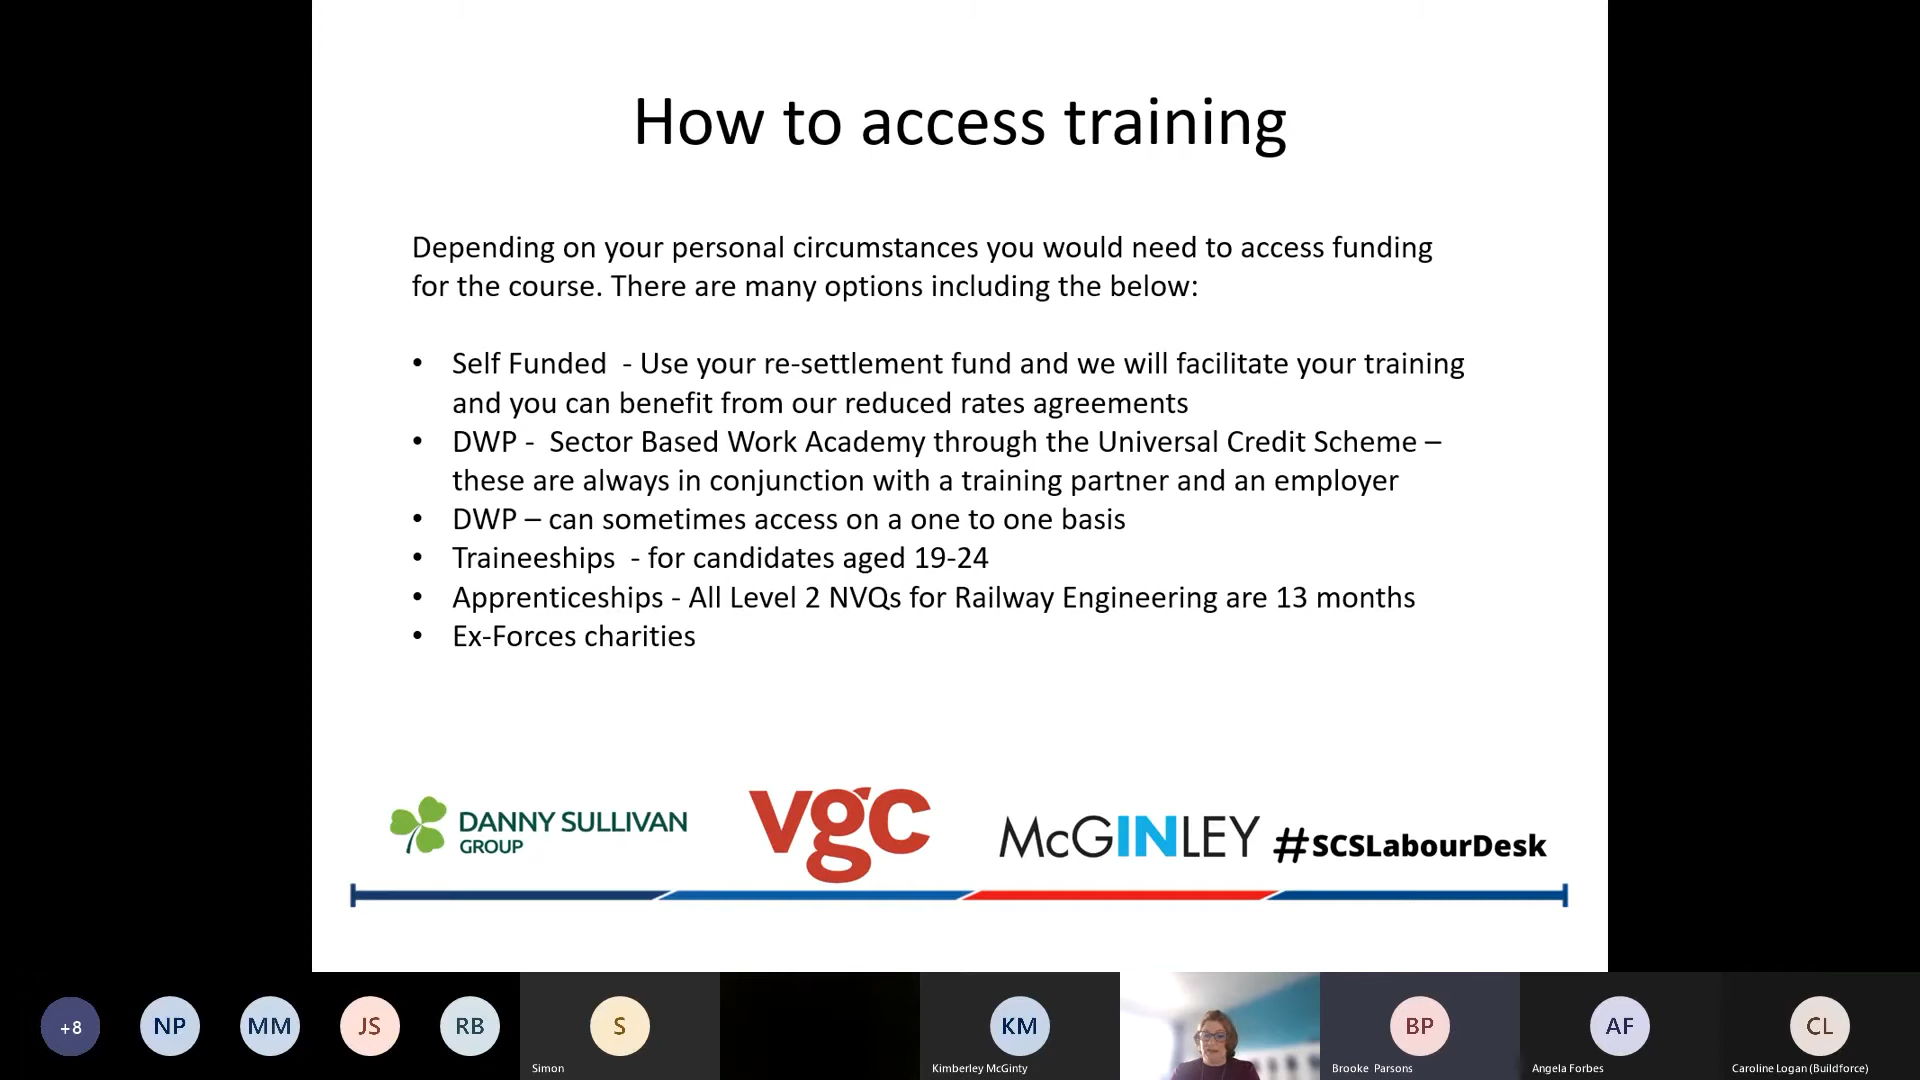 How to access training
Depending on your personal circumstances you would need to access funding
for the course. There are many options including the below:
• Self Funded  - Use your re-settlement fund and we will facilitate your training
and you can benefit from our reduced rates agreements
• DWP -  Sector Based Work Academy through the Universal Credit Scheme –
these are always in conjunction with a training partner and an employer
• DWP – can sometimes access on a one to one basis
• Traineeships  - for candidates aged 19-24
• Apprenticeships - All Level 2 NVQs for Railway Engineering are 13 months
• Ex-Forces charities
DANNY SULLIVAN
GROUP
vgc
McGINLEY
#SCSLabourDesk
+8
NP
MM
JS
RB
S
Simon
KM
Kimberley McGinty
BP
Brooke Parsons
AF
Angela Forbes
CL
Caroline Logan (Buildforce)